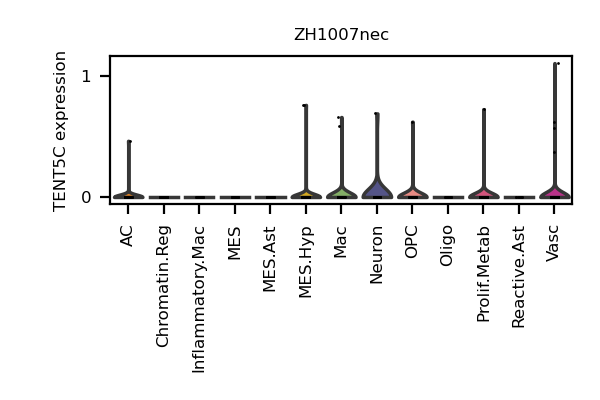 ZH1007nec
TENT5C expression
1
0
AC
Chromatin.Reg
Inflammatory.Mac
MES
MES.Ast
MES.Hyp
Mac
Neuron
OPC
Oligo
Prolif.Metab
Reactive.Ast
Vasc